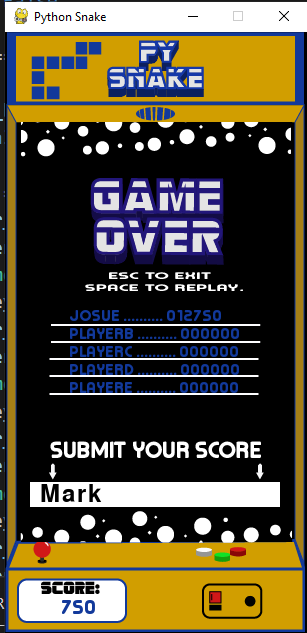 Python Snake
PY
SNAKE
GAME
OVER
ESC TO EXIT
SPACE TO REPLAY.
JOSUE .......... 012750
PLAYERB .......... 000000
PLAYERC .......... 000000
PLAYERD .......... 000000
PLAYERE .......... 000000
SUBMIT YOUR SCORE
Mark
SCORE:
750